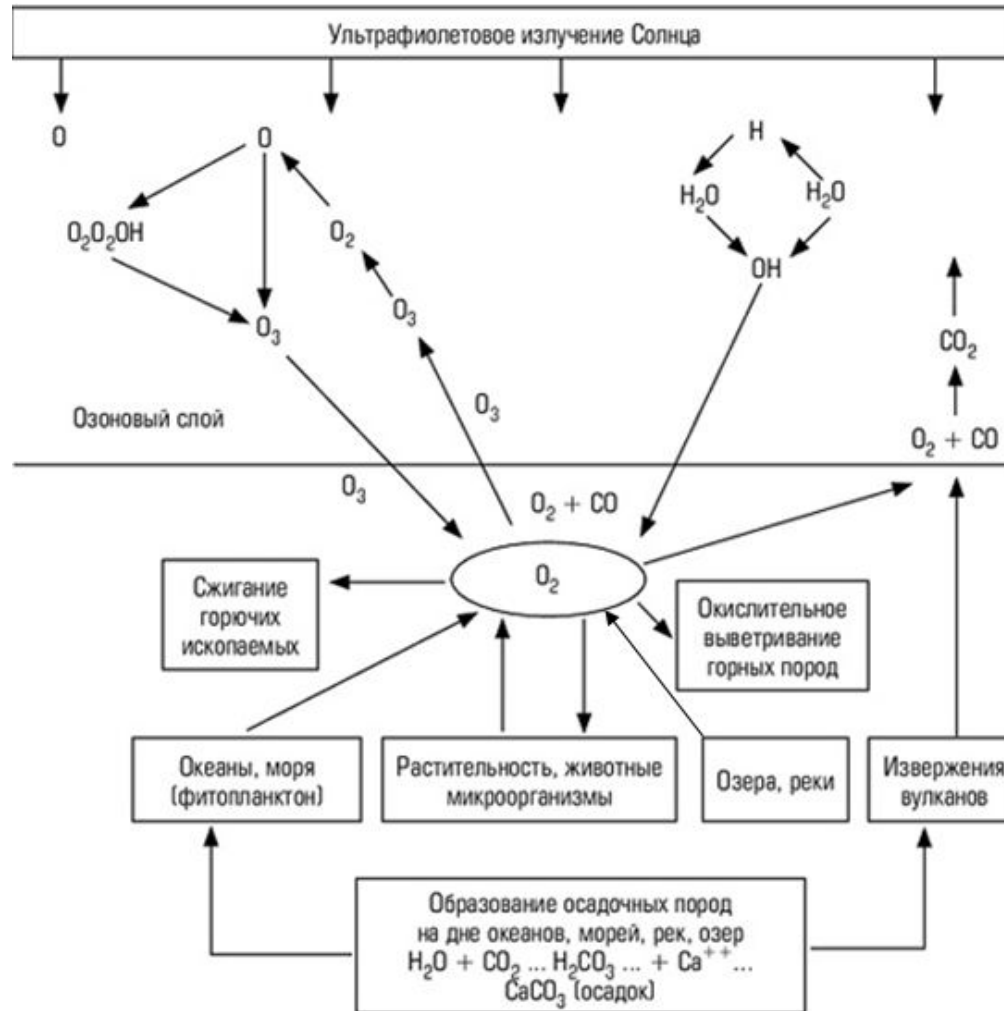 Ультрафиолетовое излучение Солнца
O
O
H
H₂O
H₂O
O₂O₂OH
O₂
OH
O₃
O₃
CO₂
Озоновый слой
O₃
O₂ + CO
O₃
O₂ + CO
O₂
Сжигание
горючих
ископаемых
Окислительное
выветривание
горных пород
Океаны, моря
(фитопланктон)
Растительность, животные
микроорганизмы
Озера, реки
Извержения
вулканов
Образование осадочных пород
на дне океанов, морей, рек, озер
H₂O + CO₂ ... H₂CO₃ ... + Ca⁺⁺ ...
CaCO₃ (осадок)